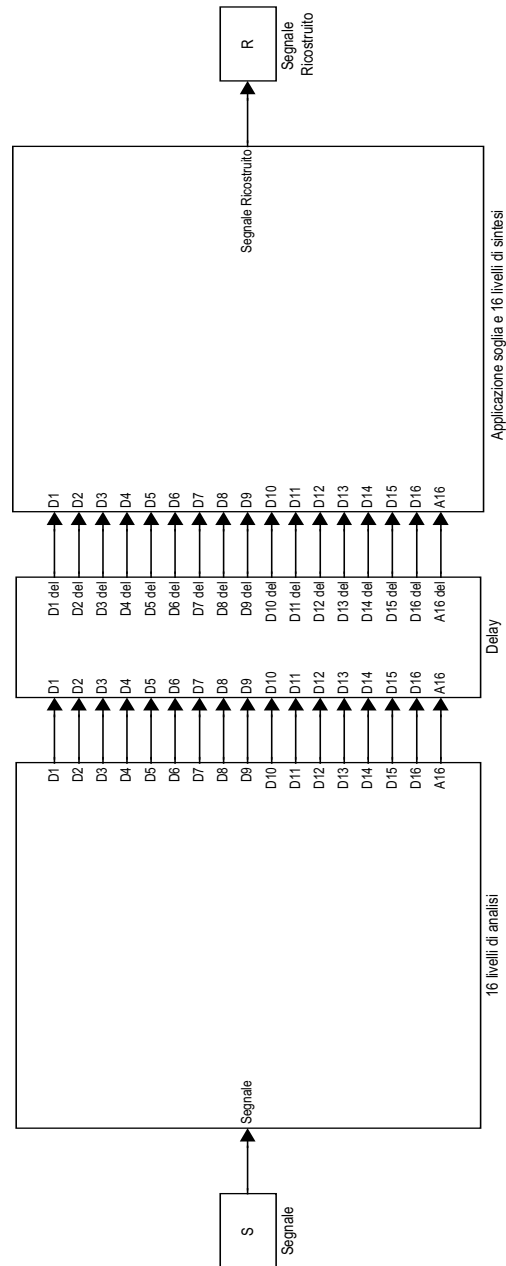 S
Segnale
Segnale
D1
D2
D3
D4
D5
D6
D7
D8
D9
D10
D11
D12
D13
D14
D15
D16
A16
16 livelli di analisi
D1
D2
D3
D4
D5
D6
D7
D8
D9
D10
D11
D12
D13
D14
D15
D16
A16
D1 del
D2 del
D3 del
D4 del
D5 del
D6 del
D7 del
D8 del
D9 del
D10 del
D11 del
D12 del
D13 del
D14 del
D15 del
D16 del
A16 del
Delay
D1
D2
D3
D4
D5
D6
D7
D8
D9
D10
D11
D12
D13
D14
D15
D16
A16
Segnale Ricostruito
Applicazione soglia e 16 livelli di sintesi
R
Segnale
Ricostruito